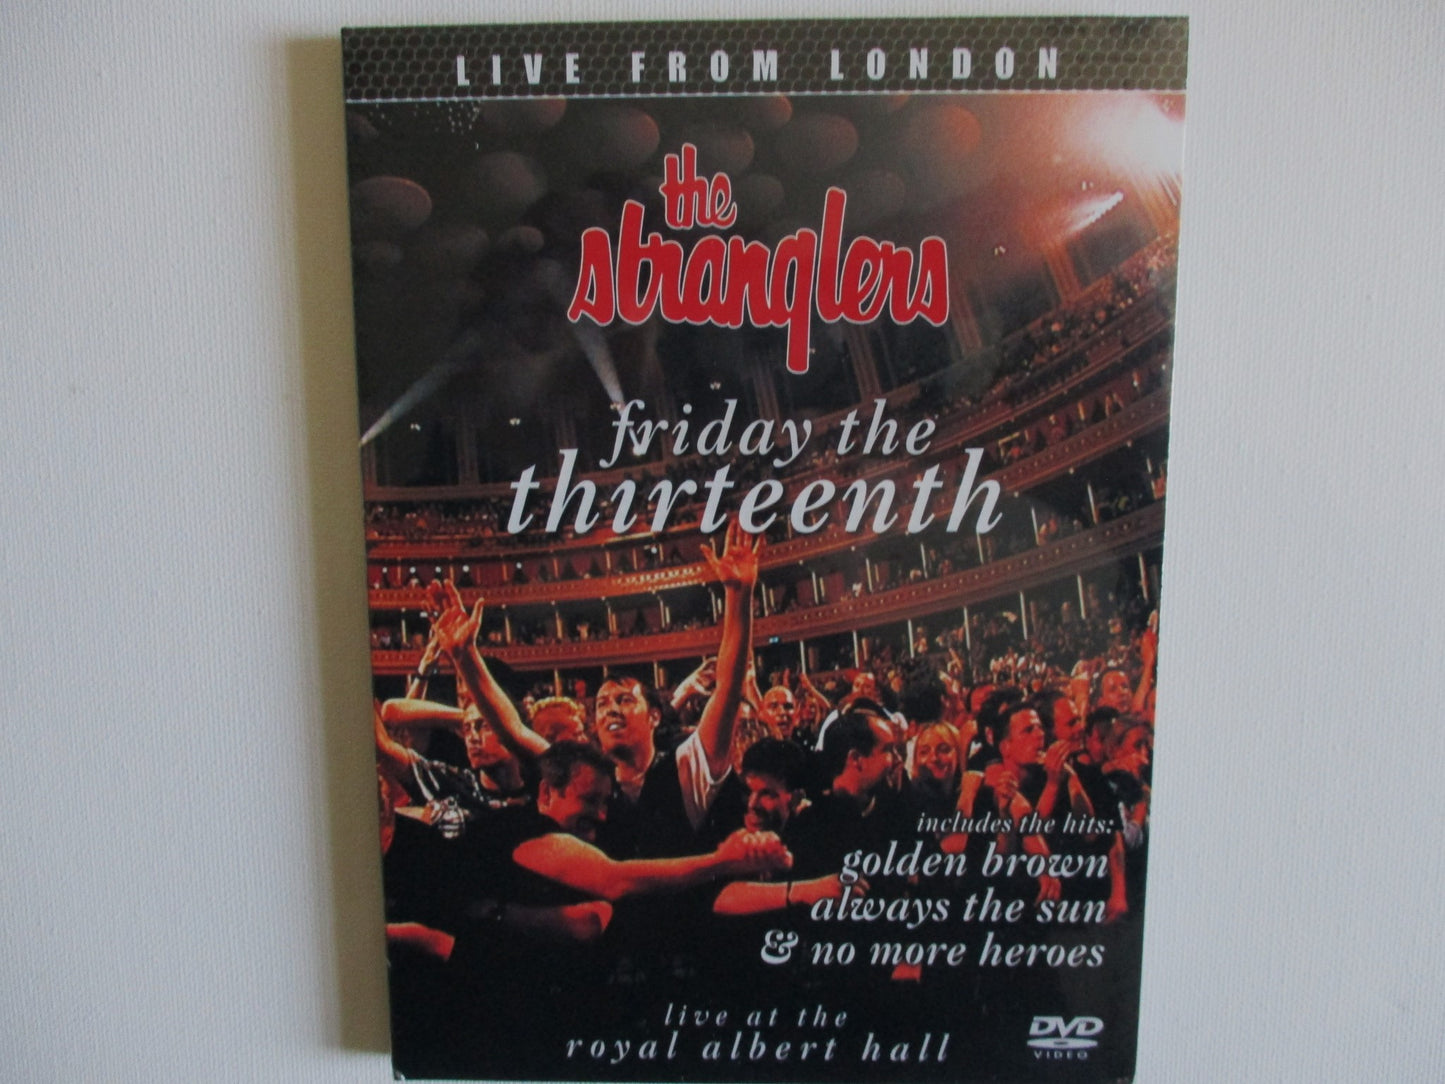 LIVE FROM LONDON
the
stranglers
friday the
thirteenth
includes the hits:
golden brown
always the sun
& no more heroes
live at the
royal albert hall
DVD
VIDEO